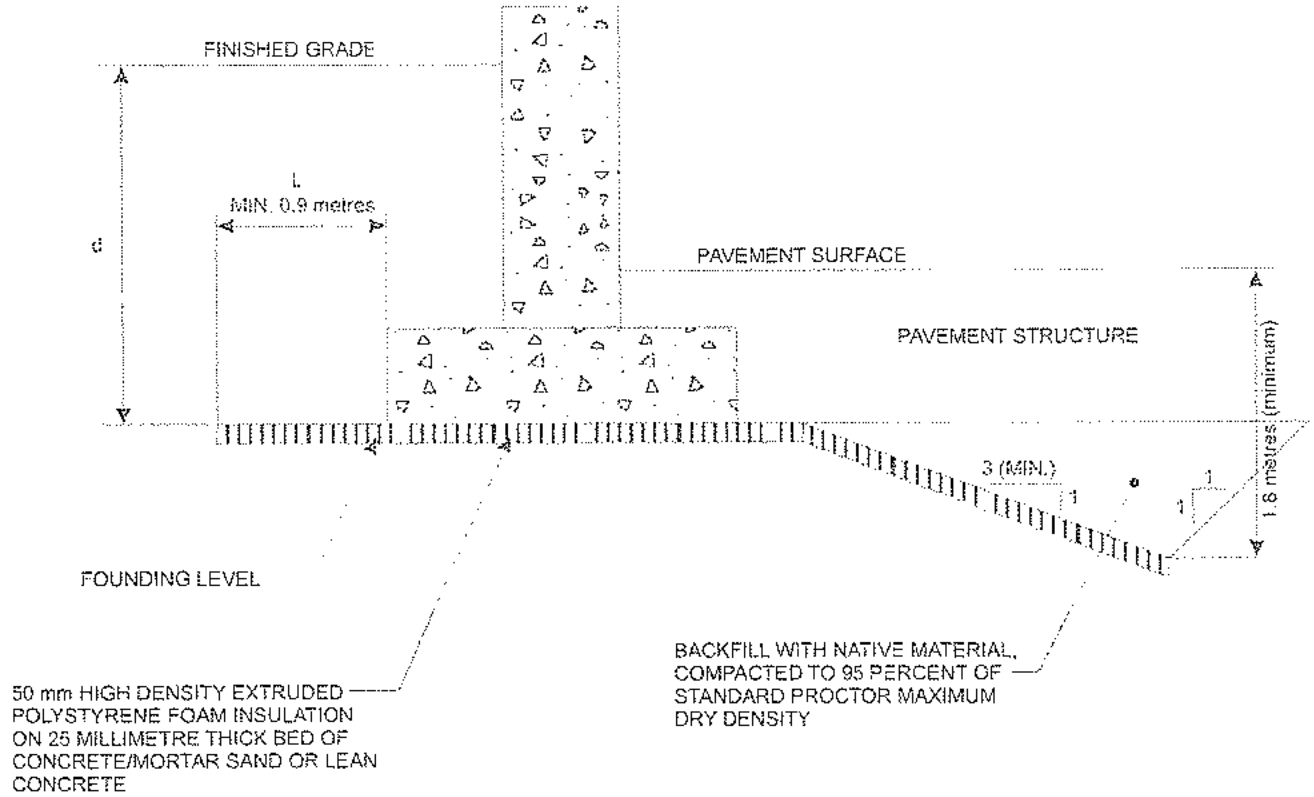 FINISHED GRADE
L
MIN. 0.9 metres
d
PAVEMENT SURFACE
PAVEMENT STRUCTURE
1.8 metres (minimum)
3 (MIN.)
1
1
1
FOUNDING LEVEL
BACKFILL WITH NATIVE MATERIAL,
COMPACTED TO 95 PERCENT OF
STANDARD PROCTOR MAXIMUM
DRY DENSITY
50 mm HIGH DENSITY EXTRUDED
POLYSTYRENE FOAM INSULATION
ON 25 MILLIMETRE THICK BED OF
CONCRETE/MORTAR SAND OR LEAN
CONCRETE